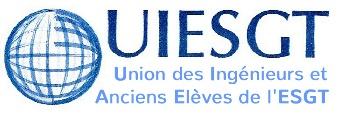 UIESGT
Union des Ingénieurs et
Anciens Elèves de l'ESGT